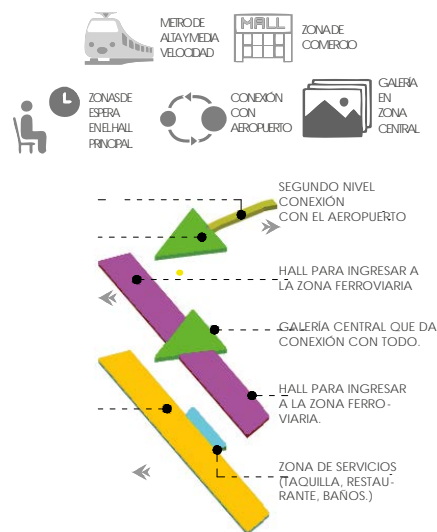 METRO DE
ALTA Y MEDIA
VELOCIDAD
MALL
ZONA DE
COMERCIO
ZONAS DE
ESPERA
EN EL HALL
PRINCIPAL
CONEXIÓN
CON
AEROPUERTO
GALERÍA
EN
ZONA
CENTRAL
SEGUNDO NIVEL
CONEXIÓN
CON EL AEROPUERTO
HALL PARA INGRESAR A
LA ZONA FERROVIARIA
GALERÍA CENTRAL QUE DA
CONEXIÓN CON TODO.
HALL PARA INGRESAR
A LA ZONA FERRO-
VIARIA.
ZONA DE SERVICIOS
(TAQUILLA, RESTAU-
RANTE, BAÑOS.)